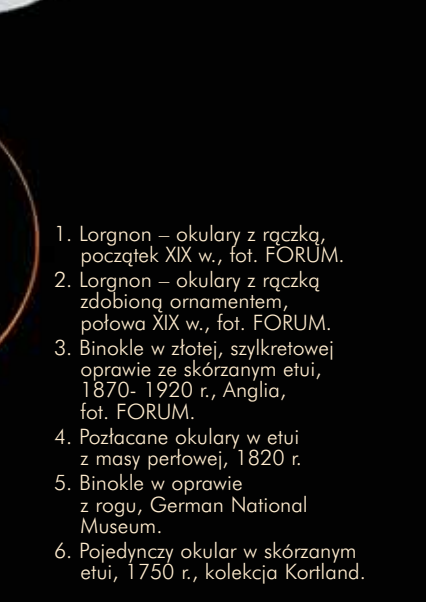 1. Lorgnon – okulary z rączką,
początek XIX w., fot. FORUM.
2. Lorgnon – okulary z rączką
zdobioną ornamentem,
połowa XIX w., fot. FORUM.
3. Binokle w złotej, szylkretowej
oprawie ze skórzanym etui,
1870- 1920 r., Anglia,
fot. FORUM.
4. Pozłacane okulary w etui
z masy perłowej, 1820 r.
5. Binokle w oprawie
z rogu, German National
Museum.
6. Pojedynczy okular w skórzanym
etui, 1750 r., kolekcja Kortland.